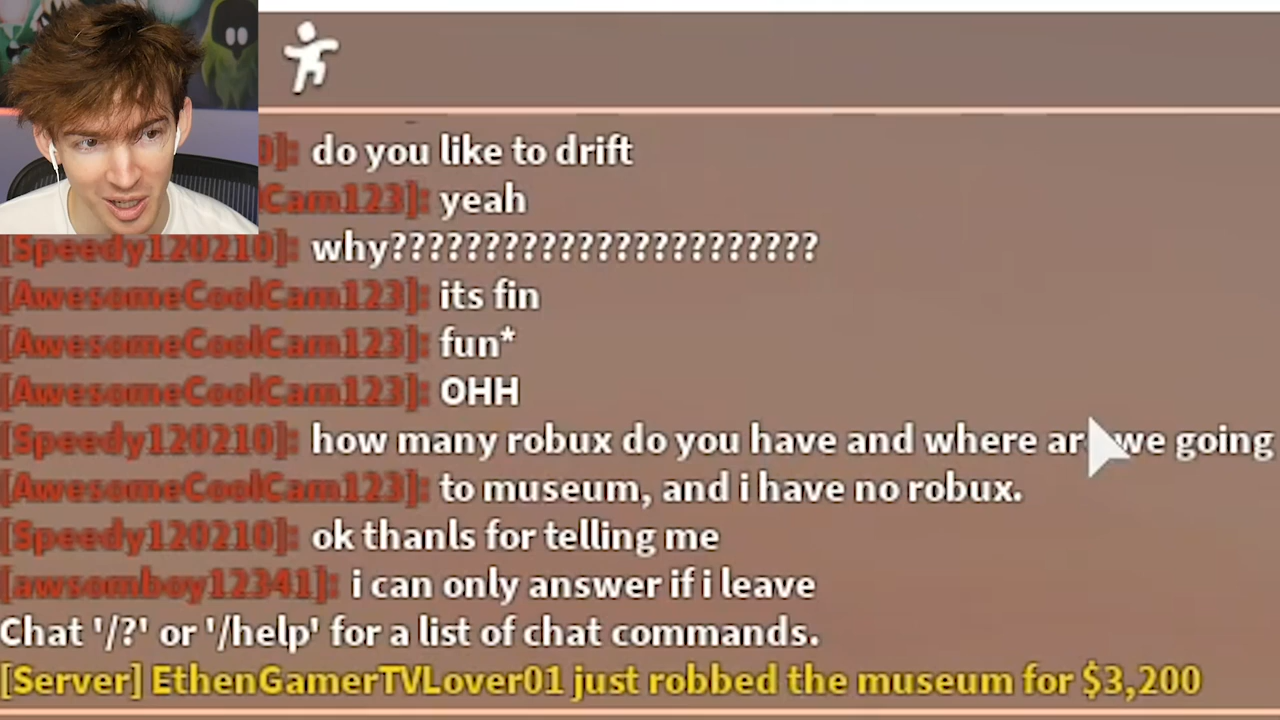 0]: do you like to drift
Cam123]: yeah
[Speedy120210]: why???????????????????????
[AwesomeCoolCam123]: its fin
[AwesomeCoolCam123]: fun*
[AwesomeCoolCam123]: OHH
[Speedy120210]: how many robux do you have and where are we going
[AwesomeCoolCam123]: to museum, and i have no robux.
[Speedy120210]: ok thanls for telling me
[awsomboy12341]: i can only answer if i leave
Chat '/?' or '/help' for a list of chat commands.
[Server] EthenGamerTVLover01 just robbed the museum for $3,200